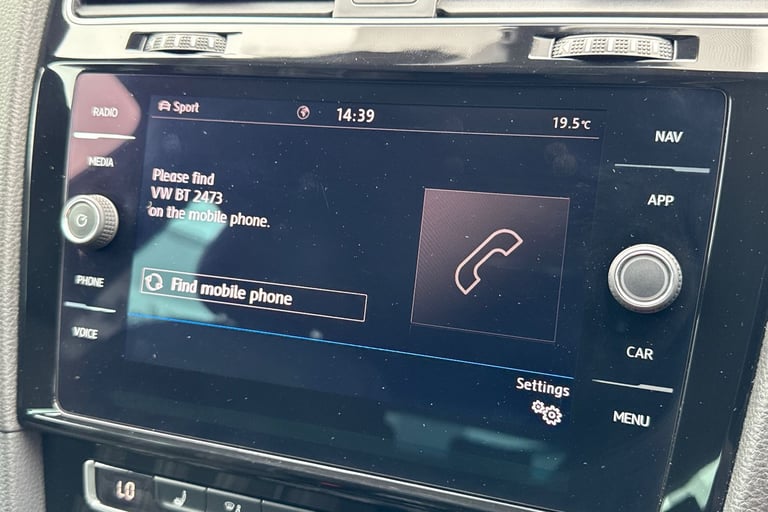 Sport
14:39
19.5°C
RADIO
MEDIA
PHONE
VOICE
Please find
VW BT 2473
on the mobile phone.
Find mobile phone
Settings
NAV
APP
CAR
MENU
LO